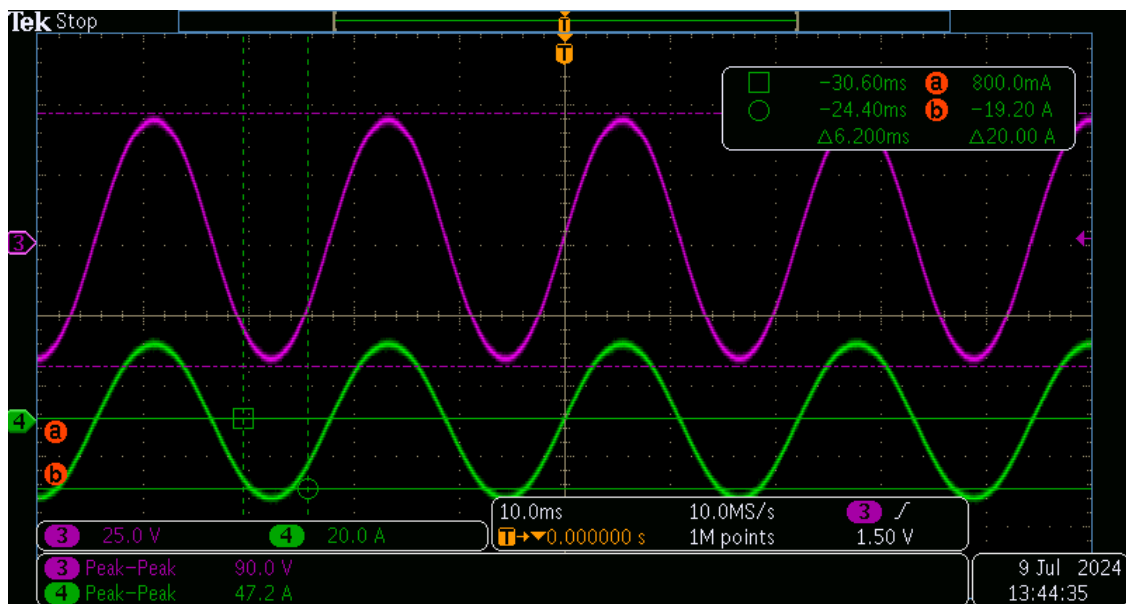 Tek Stop
T
T
□ −30.60ms a 800.0mA
○ −24.40ms b −19.20 A
△6.200ms △20.00 A
3
4
a
b
3 25.0 V 4 20.0 A
10.0ms 10.0MS/s 3 /
T→▼0.000000 s 1M points 1.50 V
3 Peak−Peak 90.0 V
4 Peak−Peak 47.2 A
9 Jul 2024
13:44:35